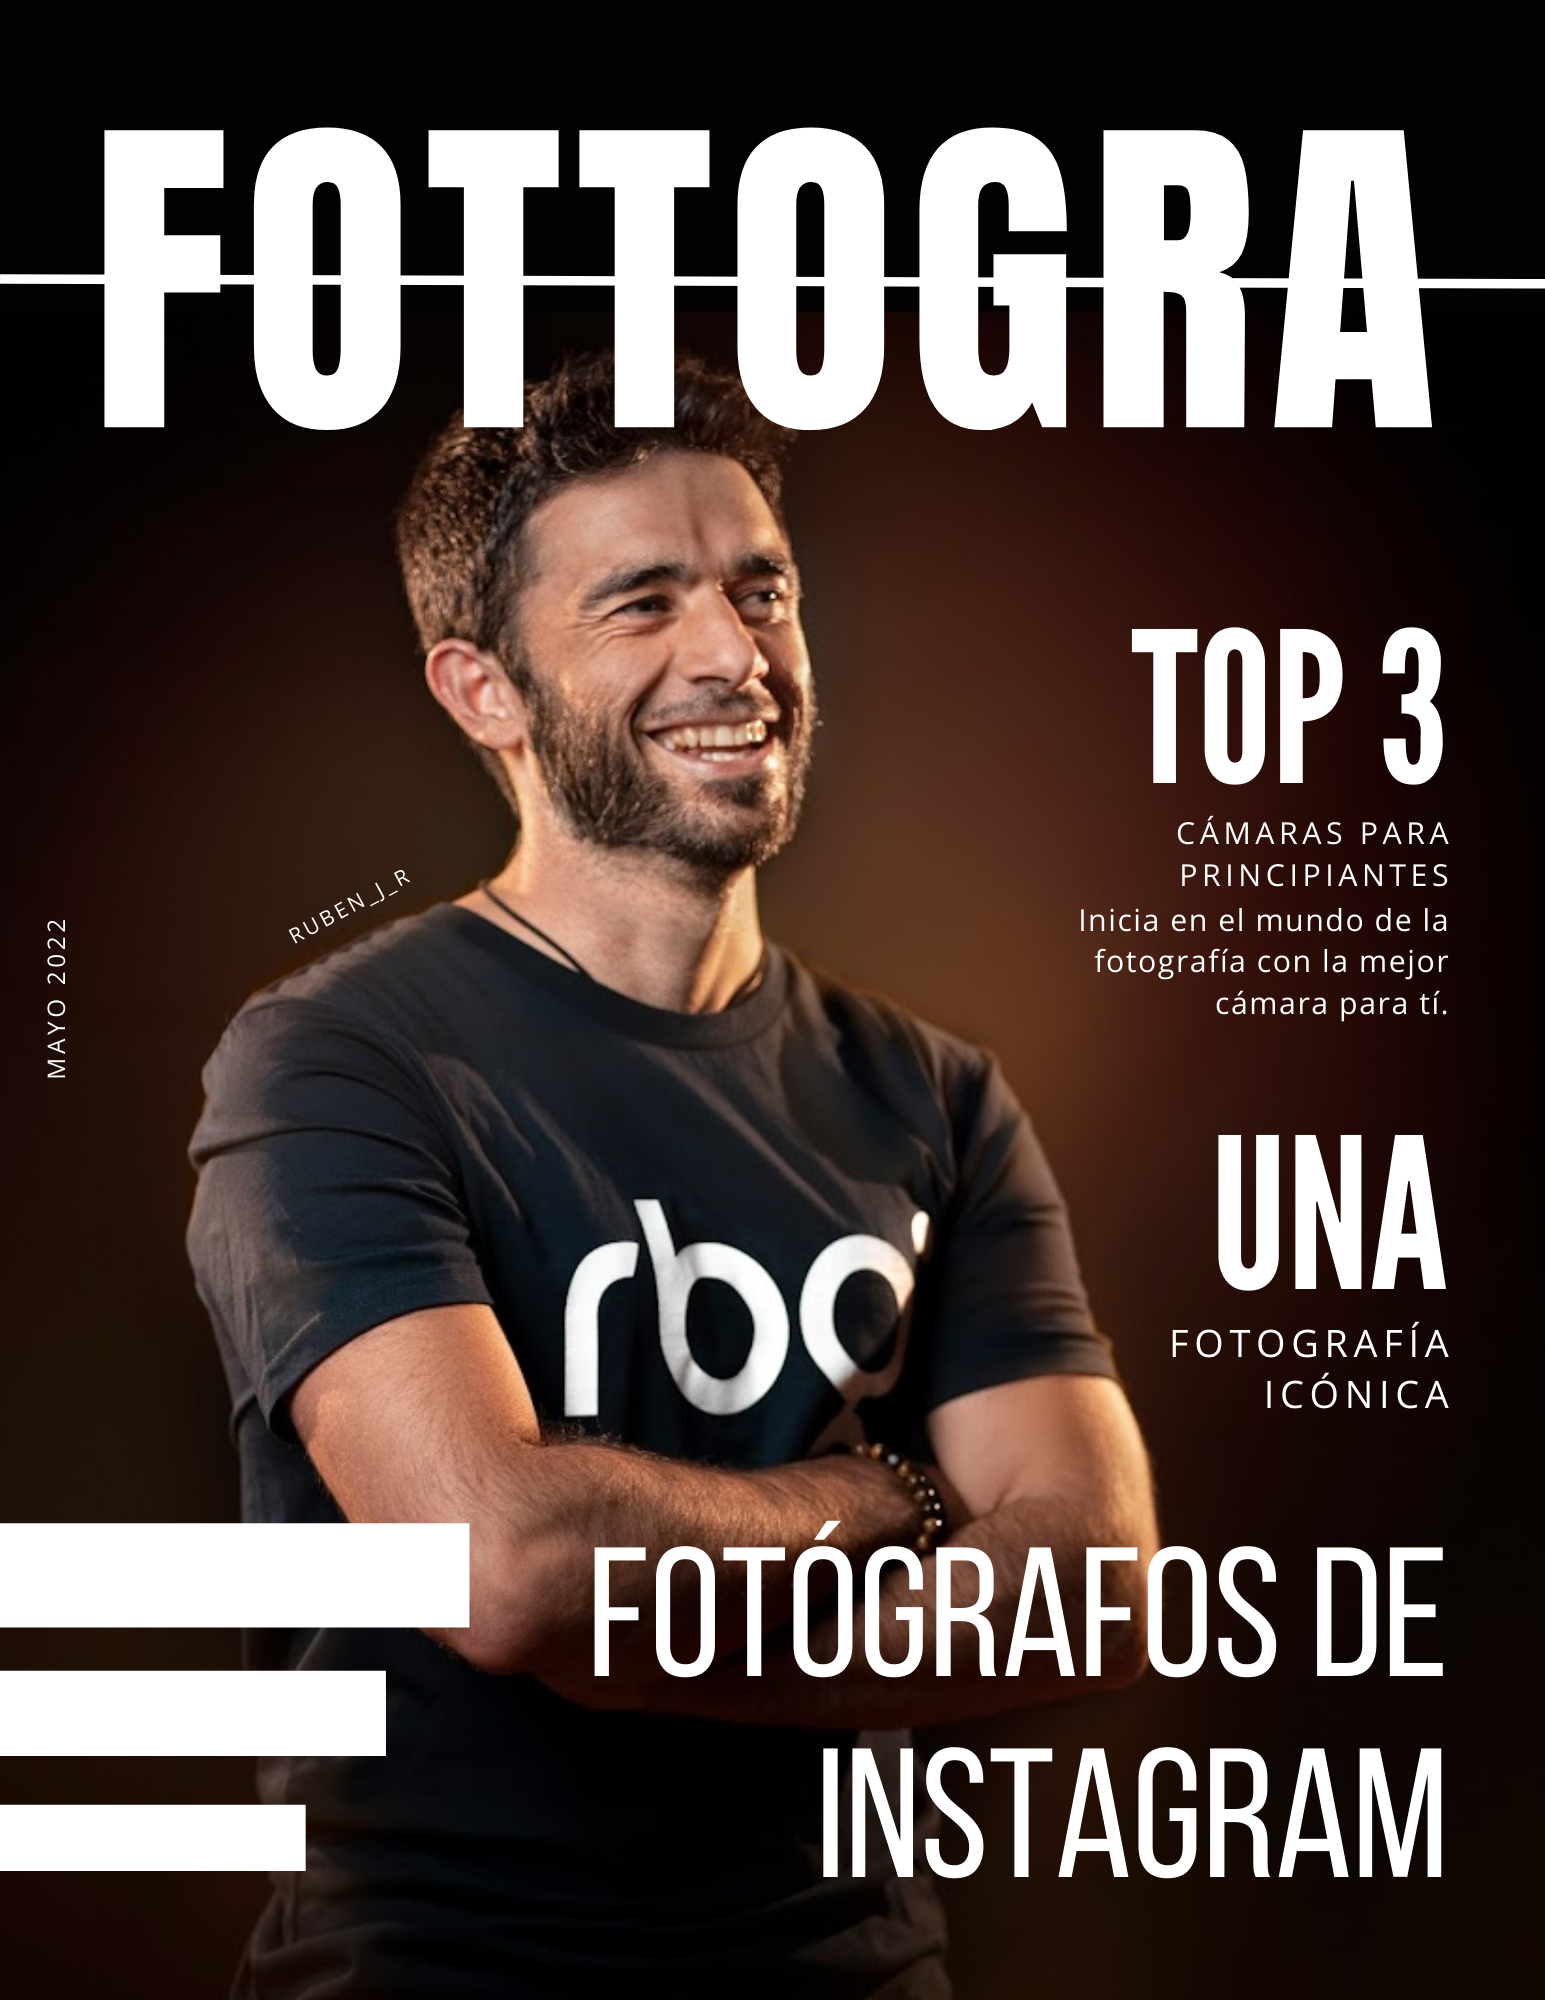 FOTTOGRA
TOP 3
CÁMARAS PARA
PRINCIPIANTES
Inicia en el mundo de la
fotografía con la mejor
cámara para tí.
RUBEN_J_R
MAYO 2022
UNA
FOTOGRAFÍA
ICÓNICA
rbg
FOTÓGRAFOS DE
INSTAGRAM